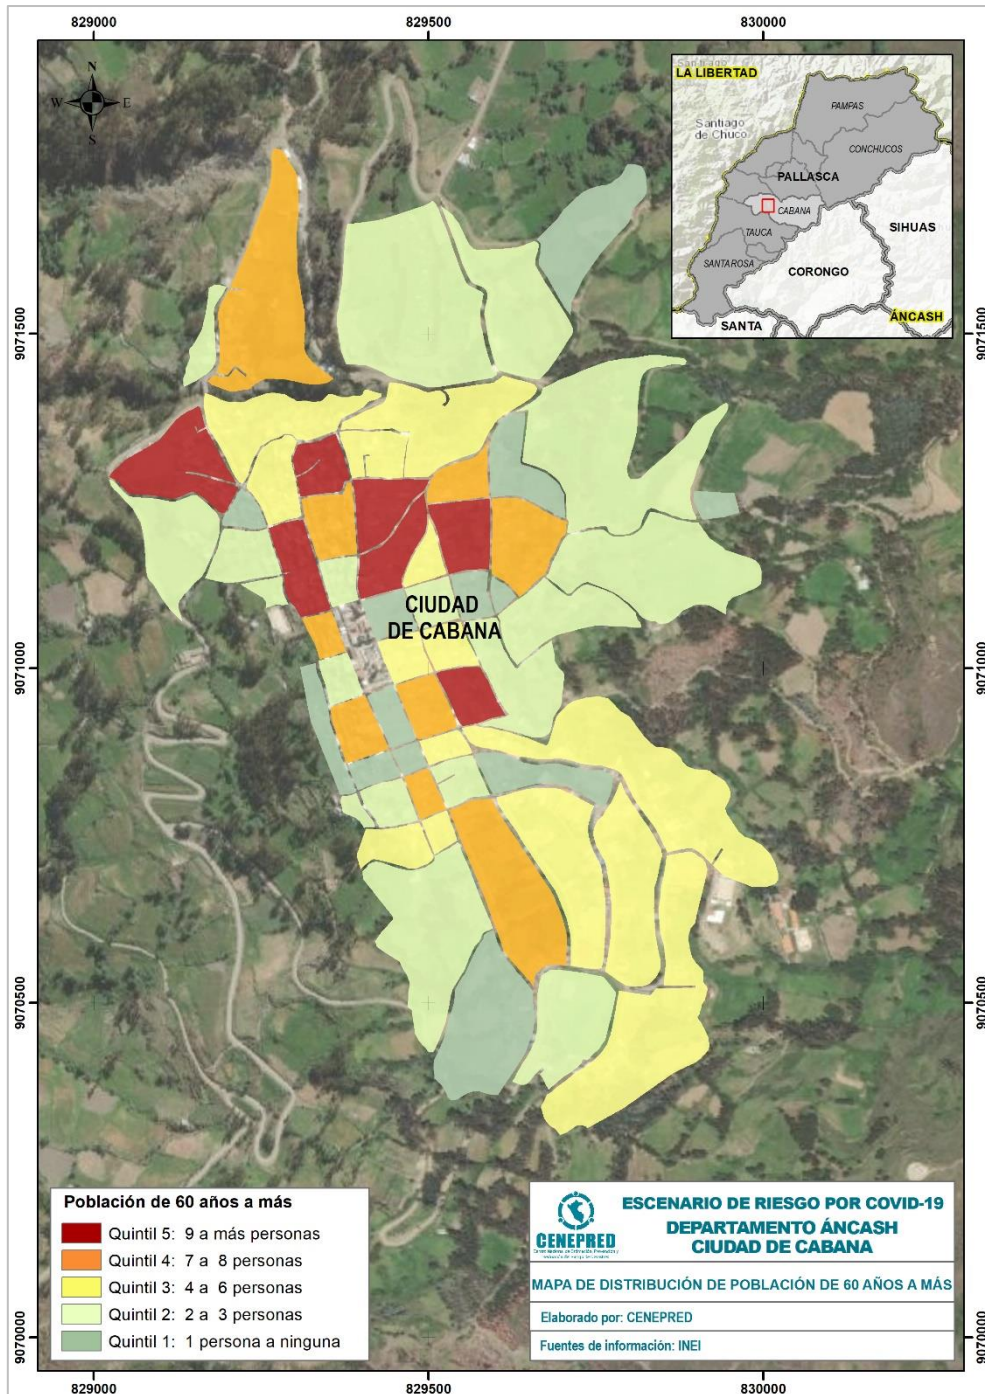 829000
829500
830000
N
W
E
S
LA LIBERTAD
Santiago
de Chuco
PAMPAS
CONCHUCOS
PALLASCA
CABANA
TAUCA
SIHUAS
SANTAROSA
CORONGO
ÁNCASH
SANTA
9071500
9071500
9071000
9071000
9070500
9070500
9070000
9070000
CIUDAD
DE CABANA
Población de 60 años a más
Quintil 5: 9 a más personas
Quintil 4: 7 a 8 personas
Quintil 3: 4 a 6 personas
Quintil 2: 2 a 3 personas
Quintil 1: 1 persona a ninguna
CENEPRED
ESCENARIO DE RIESGO POR COVID-19
DEPARTAMENTO ÁNCASH
CIUDAD DE CABANA
MAPA DE DISTRIBUCIÓN DE POBLACIÓN DE 60 AÑOS A MÁS
Elaborado por: CENEPRED
Fuentes de información: INEI
829000
829500
830000